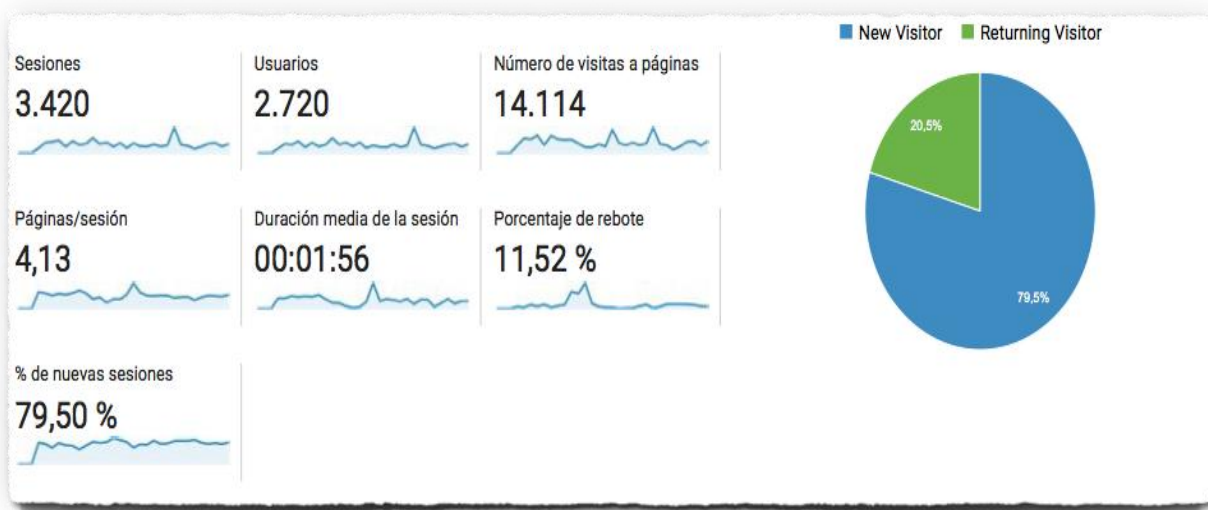 New Visitor Returning Visitor
Sesiones
3.420
Usuarios
2.720
Número de visitas a páginas
14.114
Páginas/sesión
4,13
Duración media de la sesión
00:01:56
Porcentaje de rebote
11,52 %
% de nuevas sesiones
79,50 %
20,5%
79,5%